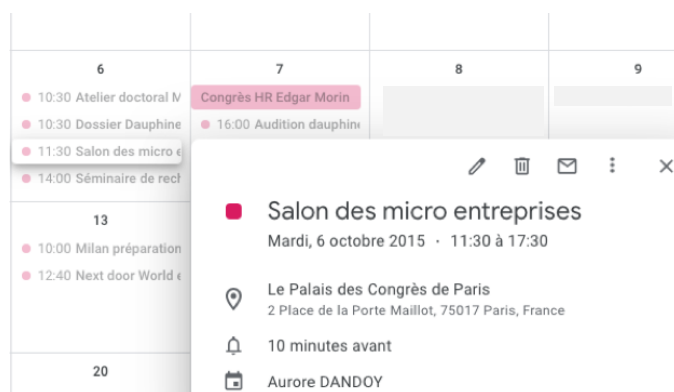 6
7
8
9
10:30 Atelier doctoral M
Congrès HR Edgar Morin
10:30 Dossier Dauphine
16:00 Audition dauphine
11:30 Salon des micro e
14:00 Séminaire de rech
13
10:00 Milan préparation
12:40 Next door World e
20
Salon des micro entreprises
Mardi, 6 octobre 2015 · 11:30 à 17:30
Le Palais des Congrès de Paris
2 Place de la Porte Maillot, 75017 Paris, France
10 minutes avant
Aurore DANDOY